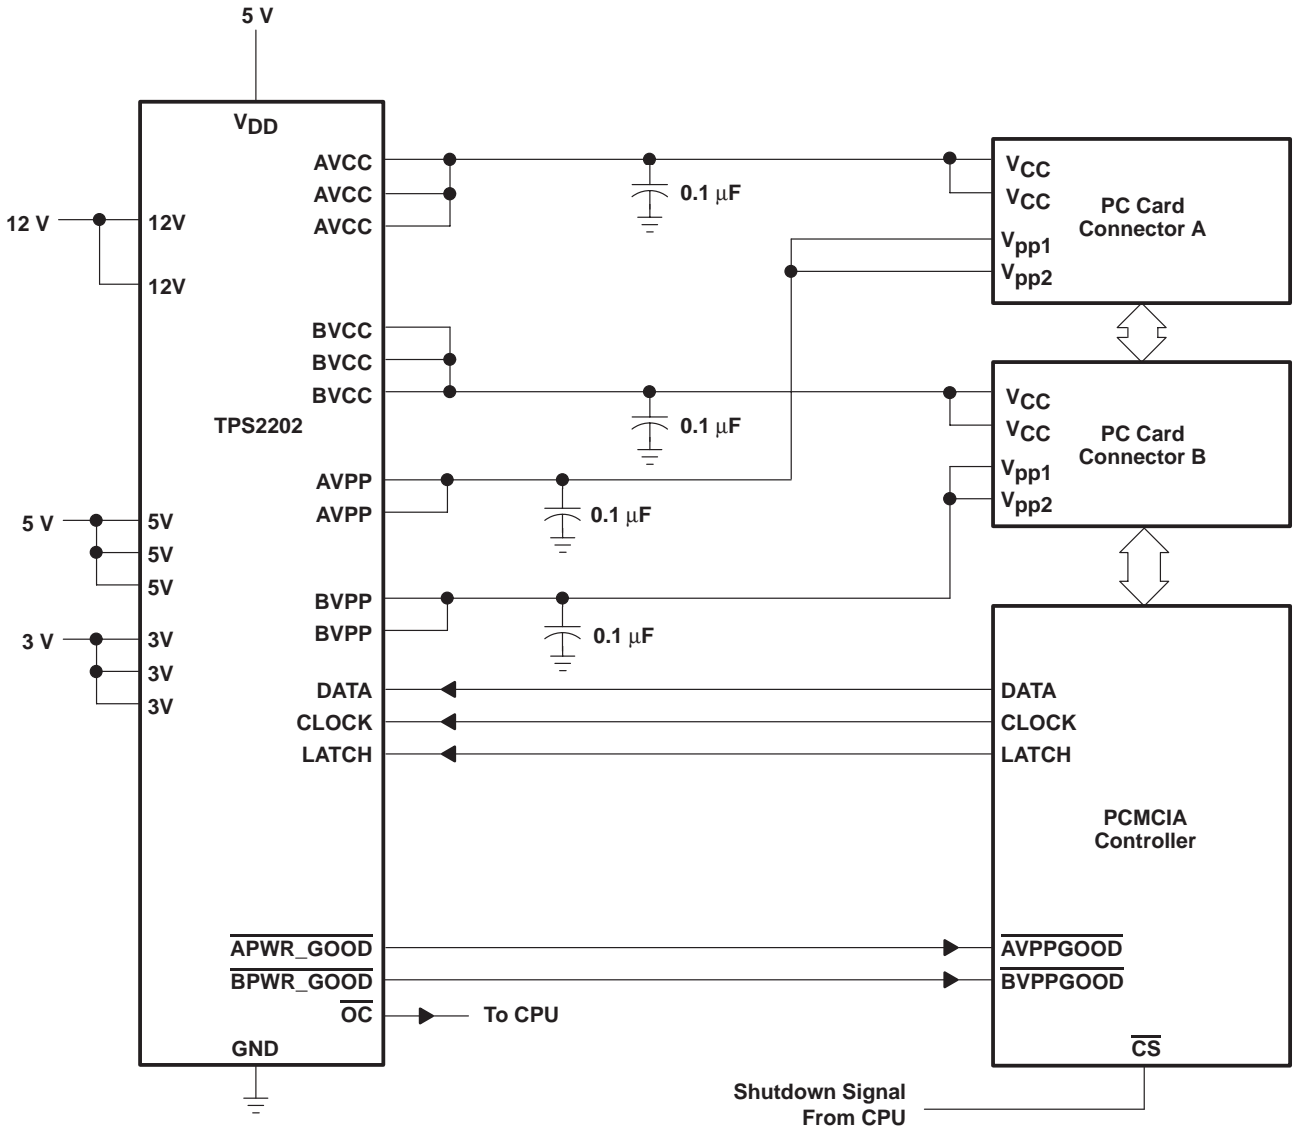 5 V
VDD
12 V
12V
12V
5 V
5V
5V
5V
3 V
3V
3V
3V
TPS2202
AVCC
AVCC
AVCC
BVCC
BVCC
BVCC
AVPP
AVPP
BVPP
BVPP
DATA
CLOCK
LATCH
APWR_GOOD
BPWR_GOOD
OC
To CPU
GND
0.1 μF
0.1 μF
0.1 μF
0.1 μF
VCC
VCC
Vpp1
Vpp2
PC Card
Connector A
VCC
VCC
Vpp1
Vpp2
PC Card
Connector B
DATA
CLOCK
LATCH
PCMCIA
Controller
AVPPGOOD
BVPPGOOD
CS
Shutdown Signal
From CPU